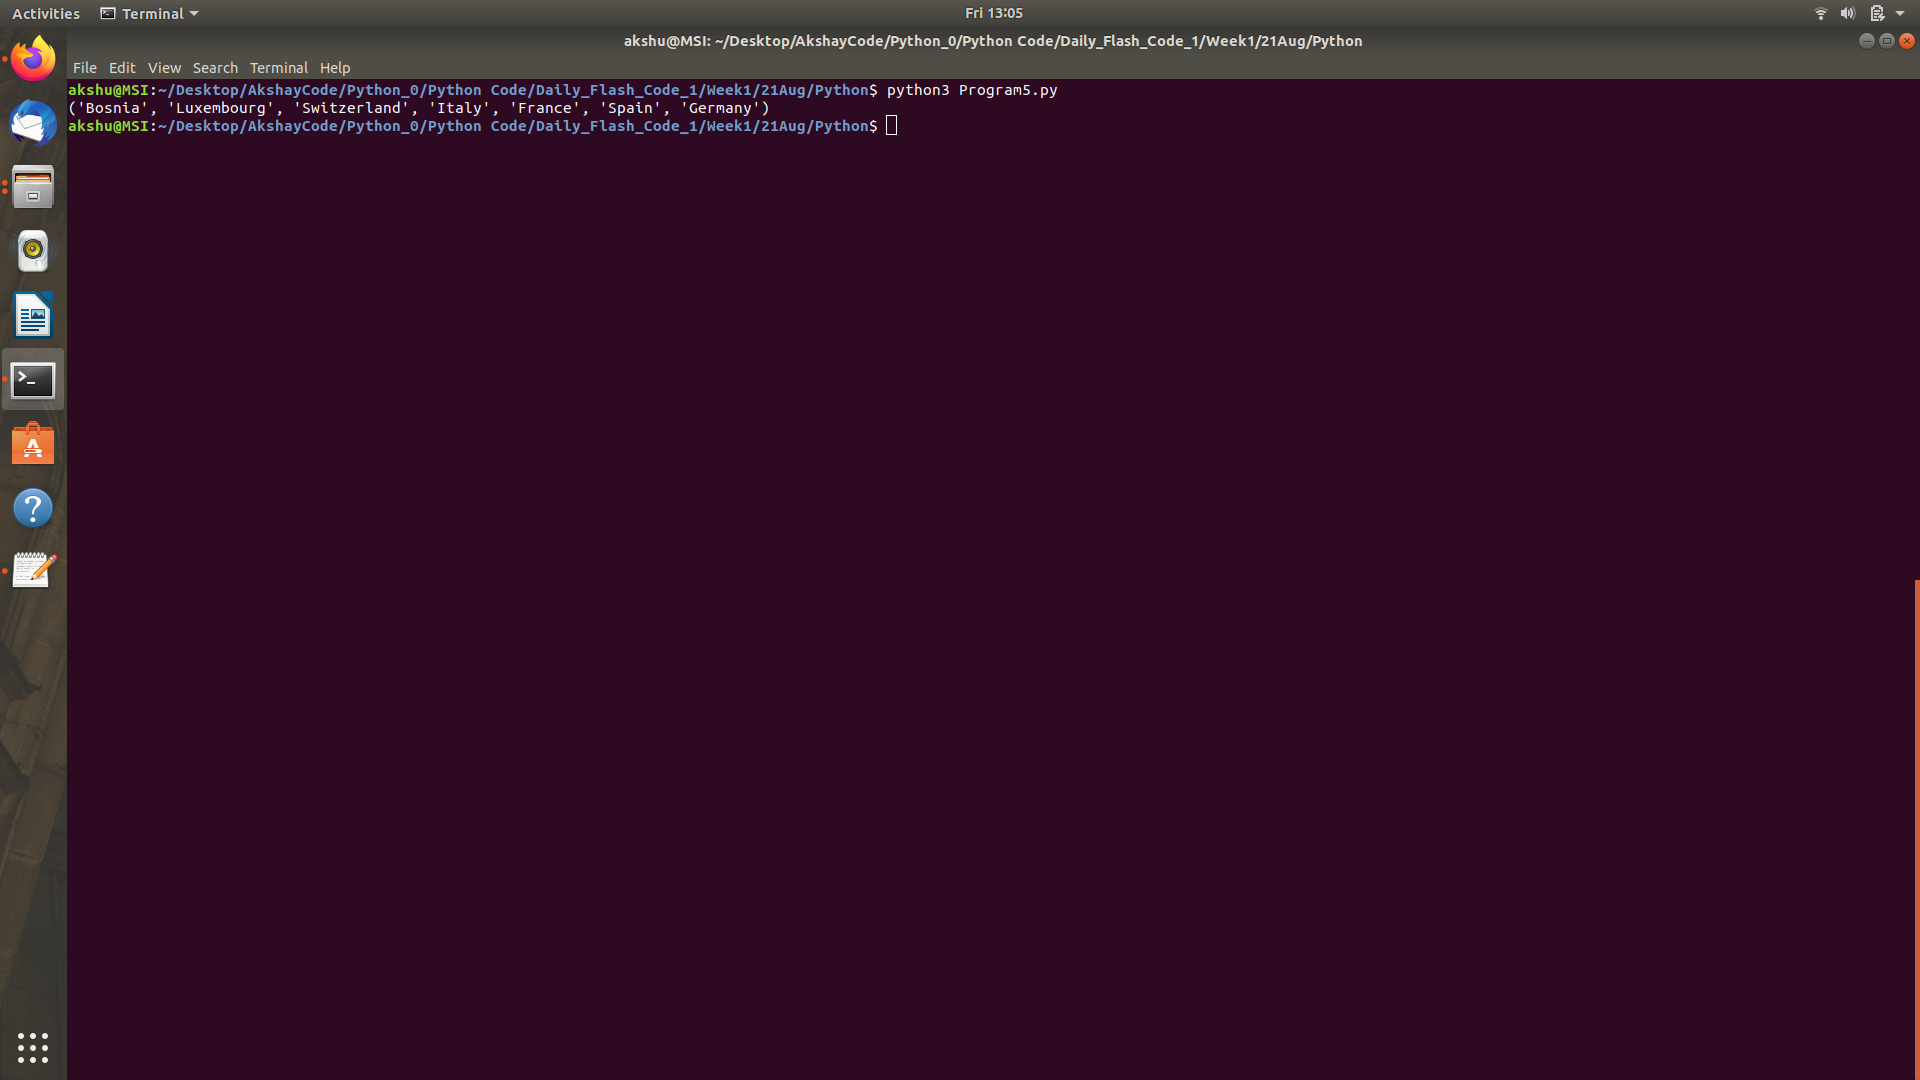 Activities Terminal Fri 13:05
akshu@MSI: ~/Desktop/AkshayCode/Python_0/Python Code/Daily_Flash_Code_1/Week1/21Aug/Python
File Edit View Search Terminal Help
akshu@MSI:~/Desktop/AkshayCode/Python_0/Python Code/Daily_Flash_Code_1/Week1/21Aug/Python$ python3 Program5.py
('Bosnia', 'Luxembourg', 'Switzerland', 'Italy', 'France', 'Spain', 'Germany')
akshu@MSI:~/Desktop/AkshayCode/Python_0/Python Code/Daily_Flash_Code_1/Week1/21Aug/Python$